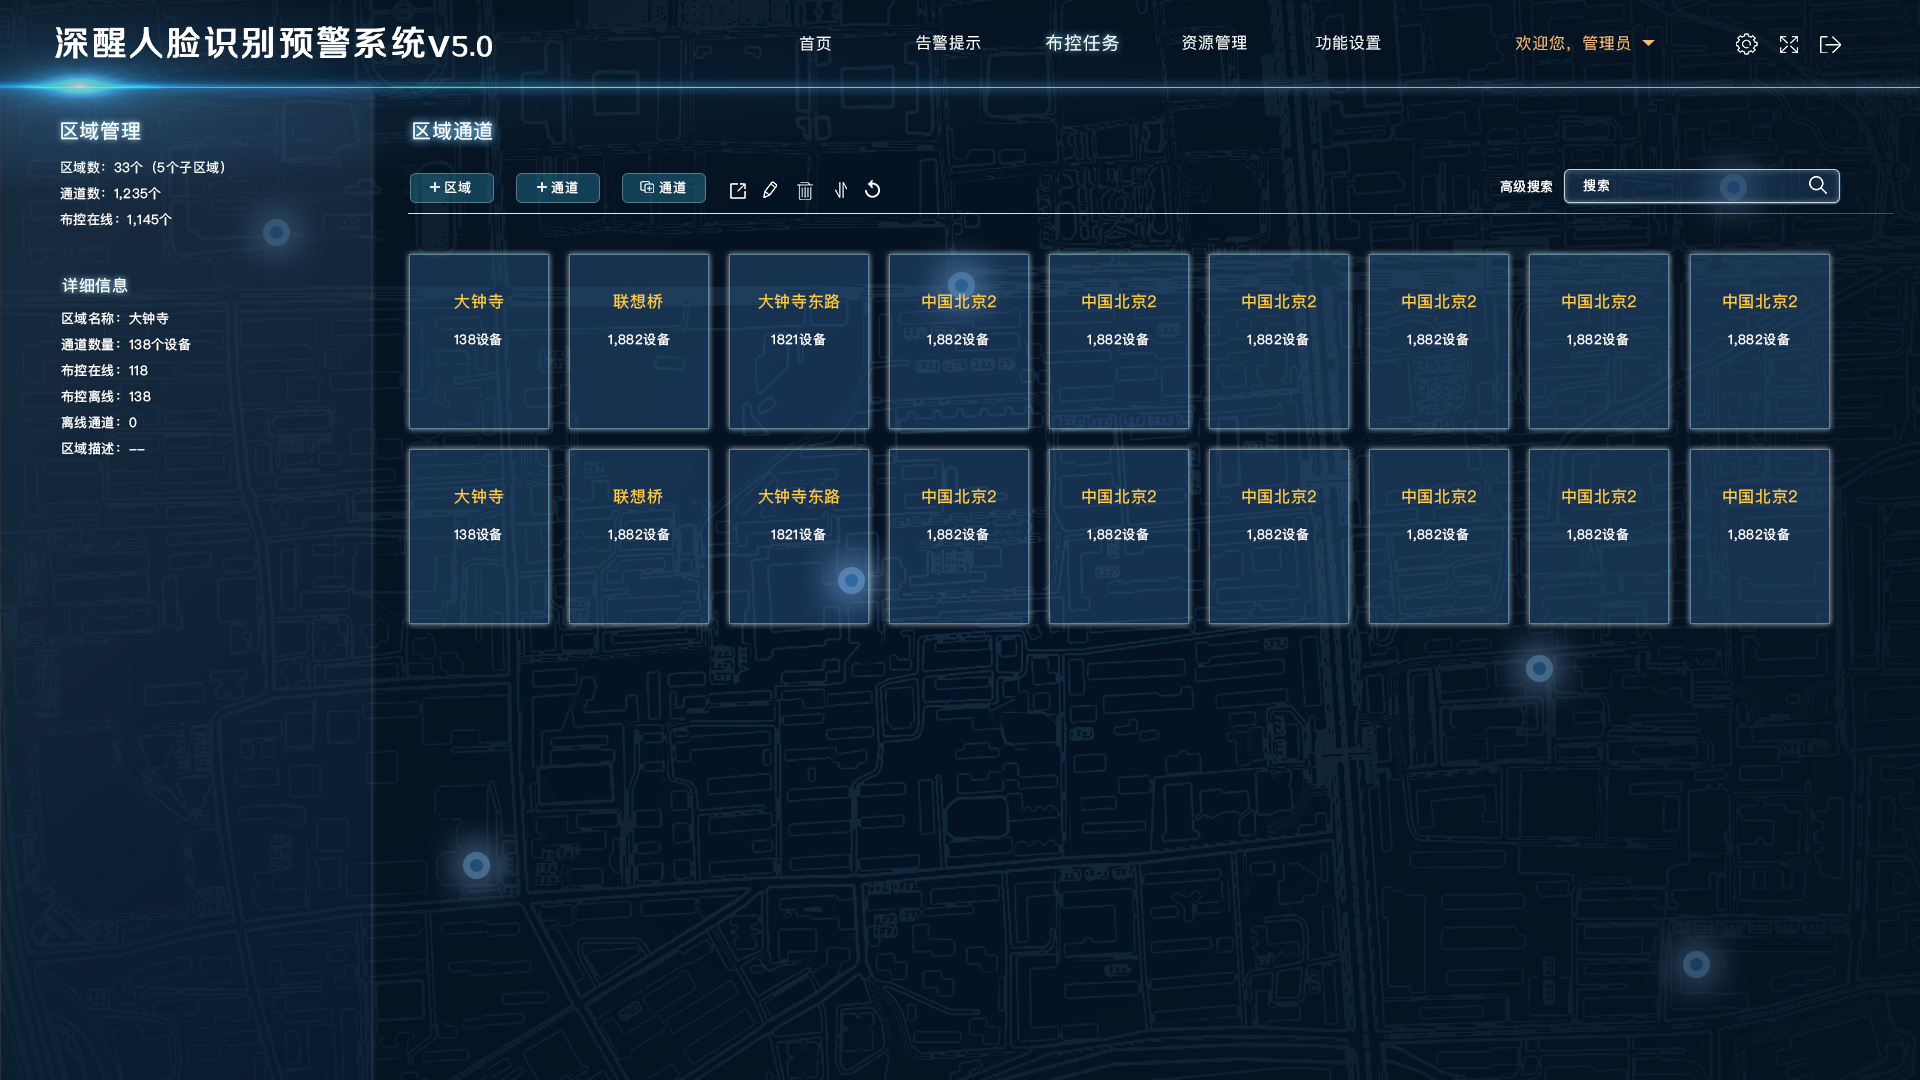 深醒人脸识别预警系统V5.0
首页
告警提示
布控任务
资源管理
功能设置
欢迎您，管理员
区域管理
区域数：33个（5个子区域）
通道数：1,235个
布控在线：1,145个
详细信息
区域名称：大钟寺
通道数量：138个设备
布控在线：118
布控离线：138
离线通道：0
区域描述：--
区域通道
+区域
+通道
通道
高级搜索
搜索
大钟寺
138设备
联想桥
1,882设备
大钟寺东路
1821设备
中国北京2
1,882设备
中国北京2
1,882设备
中国北京2
1,882设备
中国北京2
1,882设备
中国北京2
1,882设备
中国北京2
1,882设备
大钟寺
138设备
联想桥
1,882设备
大钟寺东路
1821设备
中国北京2
1,882设备
中国北京2
1,882设备
中国北京2
1,882设备
中国北京2
1,882设备
中国北京2
1,882设备
中国北京2
1,882设备